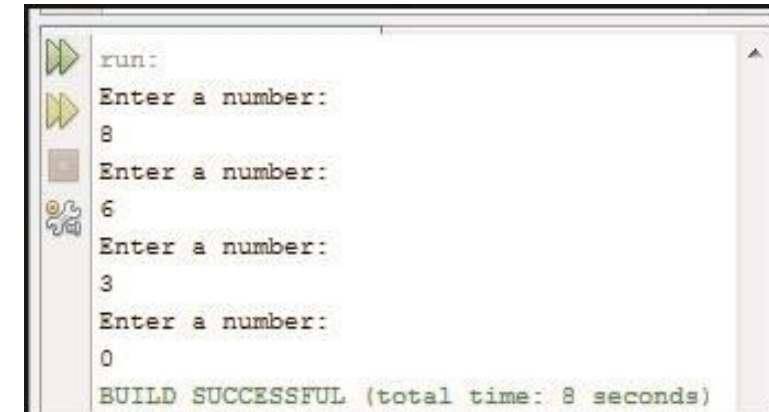 run:
Enter a number:
8
Enter a number:
6
Enter a number:
3
Enter a number:
0
BUILD SUCCESSFUL (total time: 8 seconds)